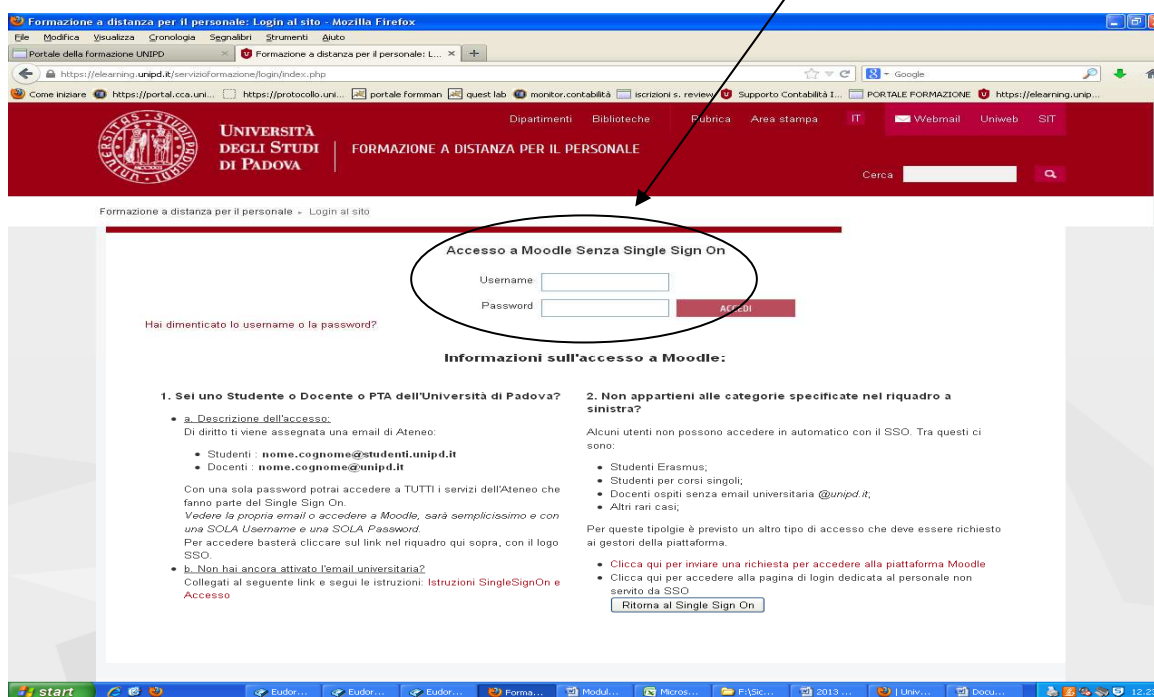 Formazione a distanza per il personale: Login al sito - Mozilla Firefox
File Modifica Visualizza Cronologia Segnalibri Strumenti Aiuto
Portale della formazione UNIPD × Formazione a distanza per il personale: L... × +
https://elearning.unipd.it/servizioformazione/login/index.php Google
Come iniziare https://portal.cca.uni... https://protocollo.uni... portale formman quest lab monitor.contabilità iscrizioni s. review Supporto Contabilità I... PORTALE FORMAZIONE https://elearning.unip...
Dipartimenti Biblioteche Rubrica Area stampa IT Webmail Uniweb SIT
UNIVERSITÀ
DEGLI STUDI
DI PADOVA
FORMAZIONE A DISTANZA PER IL PERSONALE
Cerca
Formazione a distanza per il personale ► Login al sito
Accesso a Moodle Senza Single Sign On
Username
Password ACCEDI
Hai dimenticato lo username o la password?
Informazioni sull'accesso a Moodle:
1. Sei uno Studente o Docente o PTA dell'Università di Padova?
• a. Descrizione dell'accesso:
Di diritto ti viene assegnata una email di Ateneo:
• Studenti : nome.cognome@studenti.unipd.it
• Docenti : nome.cognome@unipd.it
Con una sola password potrai accedere a TUTTI i servizi dell'Ateneo che
fanno parte del Single Sign On.
Vedere la propria email o accedere a Moodle, sarà semplicissimo e con
una SOLA Username e una SOLA Password.
Per accedere basterà cliccare sul link nel riquadro qui sopra, con il logo
SSO.
• b. Non hai ancora attivato l'email universitaria?
Collegati al seguente link e segui le istruzioni: Istruzioni SingleSignOn e
Accesso
2. Non appartieni alle categorie specificate nel riquadro a
sinistra?
Alcuni utenti non possono accedere in automatico con il SSO. Tra questi ci
sono:
• Studenti Erasmus;
• Studenti per corsi singoli;
• Docenti ospiti senza email universitaria @unipd.it;
• Altri rari casi;
Per queste tipolgie è previsto un altro tipo di accesso che deve essere richiesto
ai gestori della piattaforma.
• Clicca qui per inviare una richiesta per accedere alla piattaforma Moodle
• Clicca qui per accedere alla pagina di login dedicata al personale non
servito da SSO
Ritorna al Single Sign On
start Eudor... Eudor... Eudor... Forma... Modul... Micros... F:\Sic... 2013 ... | Univ... Docu... 12.23